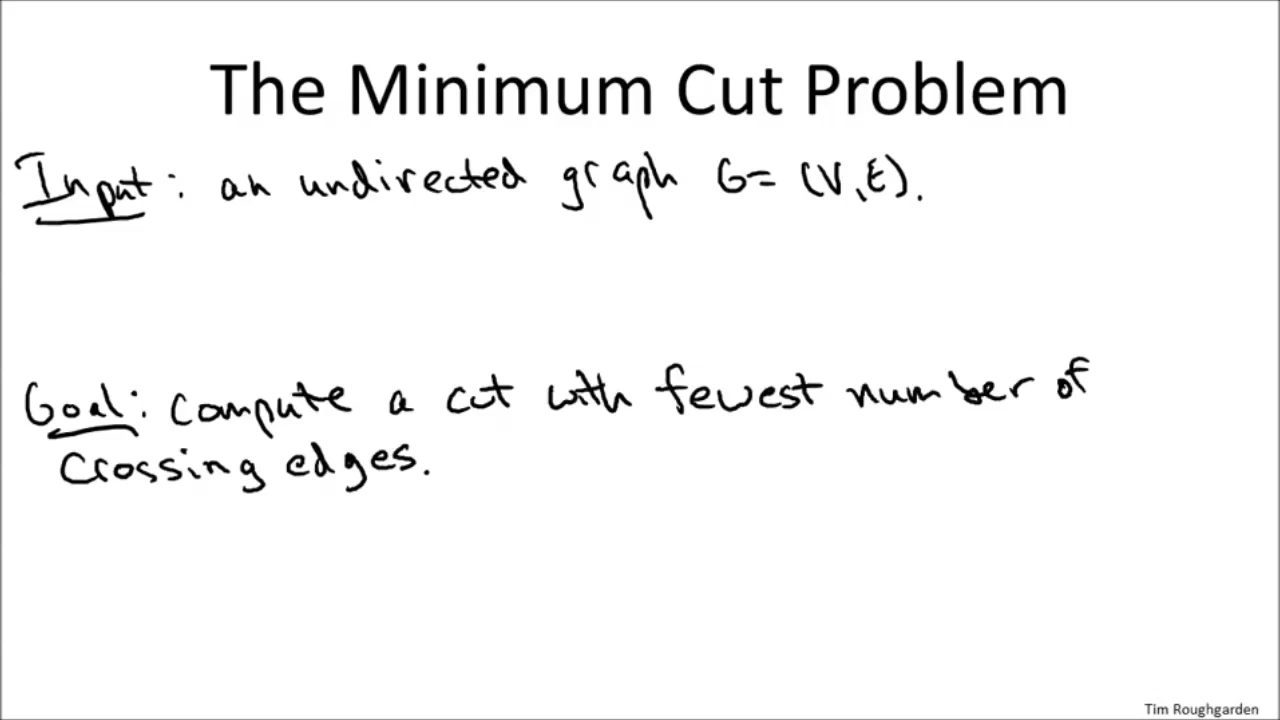 The Minimum Cut Problem
Input: an undirected graph G= (V,E).
Goal: compute a cut with fewest number of
crossing edges.
Tim Roughgarden